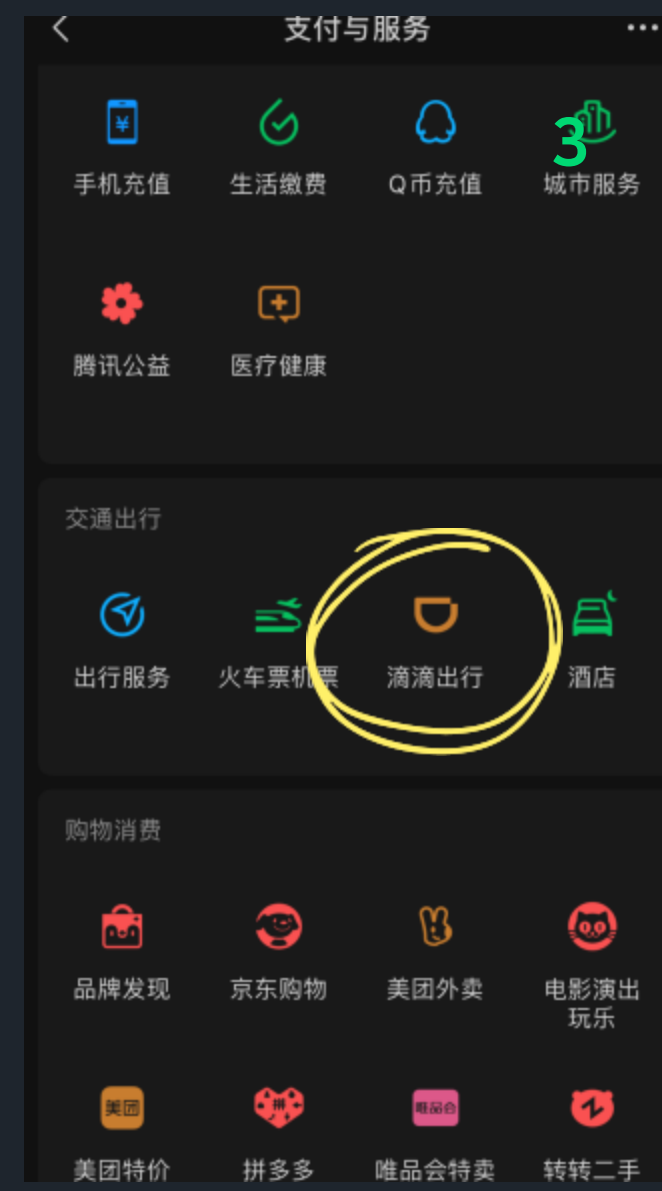 支付与服务
3
手机充值
生活缴费
Q币充值
城市服务
腾讯公益
医疗健康
交通出行
出行服务
火车票机票
滴滴出行
酒店
购物消费
品牌发现
京东购物
美团外卖
电影演出
玩乐
美团
拼
唯品会
美团特价
拼多多
唯品会特卖
转转二手